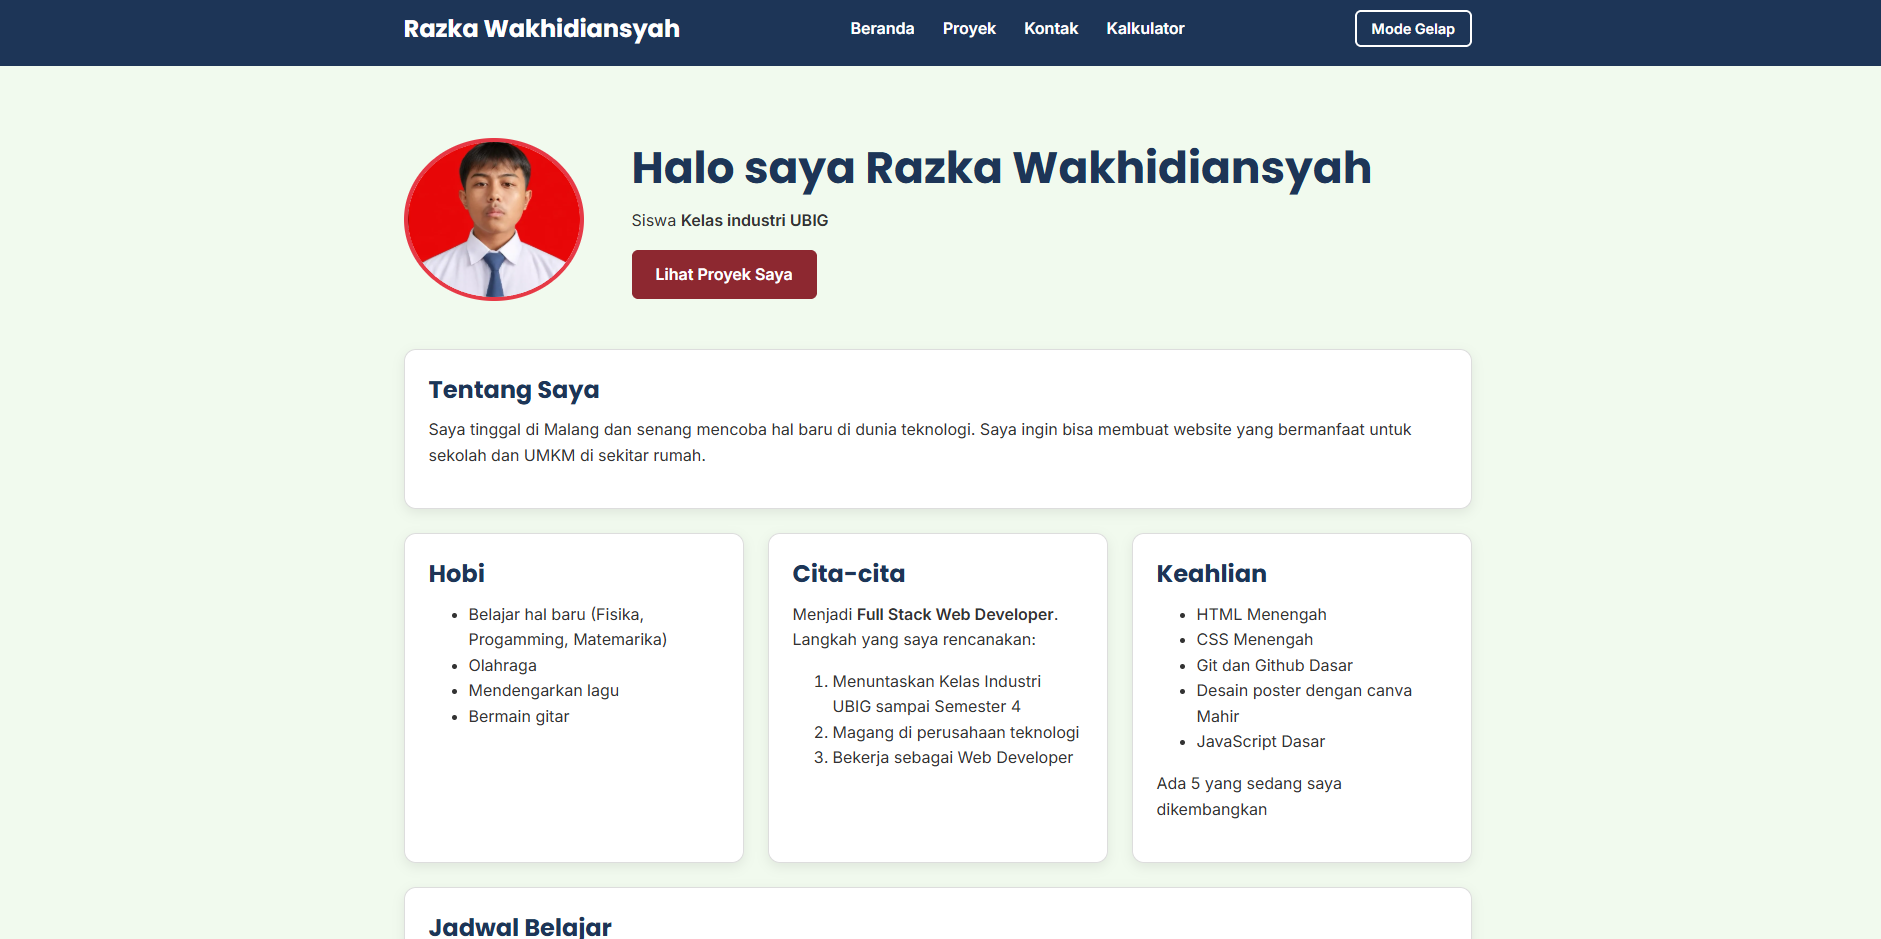 Razka Wakhidiansyah
Beranda
Proyek
Kontak
Kalkulator
Mode Gelap
Halo saya Razka Wakhidiansyah
Siswa Kelas industri UBIG
Lihat Proyek Saya
Tentang Saya
Saya tinggal di Malang dan senang mencoba hal baru di dunia teknologi. Saya ingin bisa membuat website yang bermanfaat untuk
sekolah dan UMKM di sekitar rumah.
Hobi
• Belajar hal baru (Fisika,
Progamming, Matemarika)
• Olahraga
• Mendengarkan lagu
• Bermain gitar
Cita-cita
Menjadi Full Stack Web Developer.
Langkah yang saya rencanakan:
1. Menuntaskan Kelas Industri
UBIG sampai Semester 4
2. Magang di perusahaan teknologi
3. Bekerja sebagai Web Developer
Keahlian
• HTML Menengah
• CSS Menengah
• Git dan Github Dasar
• Desain poster dengan canva
Mahir
• JavaScript Dasar
Ada 5 yang sedang saya
dikembangkan
Jadwal Belajar